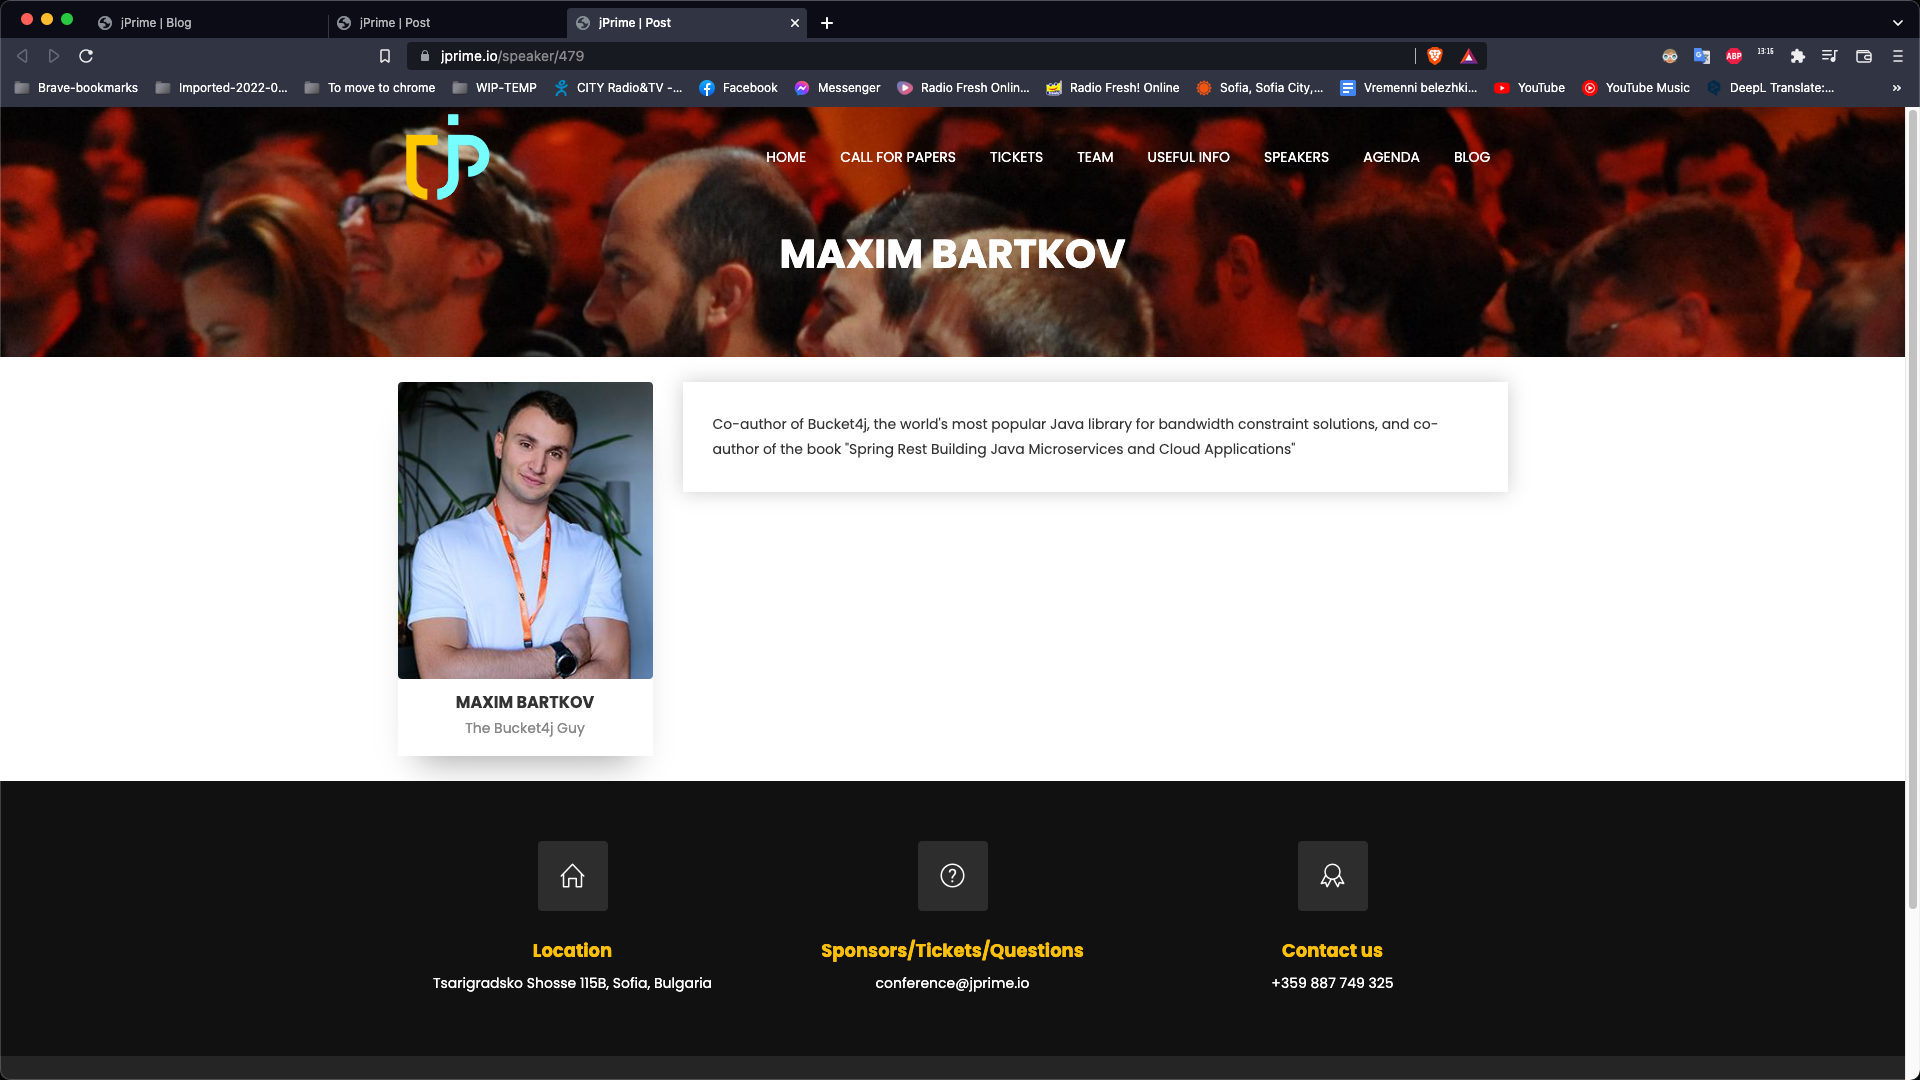 jPrime | Blog
jPrime | Post
jPrime | Post
jprime.io/speaker/479
ABP
13:15
Brave-bookmarks
Imported-2022-0...
To move to chrome
WIP-TEMP
CITY Radio&TV -...
Facebook
Messenger
Radio Fresh Onlin...
Radio Fresh! Online
Sofia, Sofia City,...
Vremenni belezhki...
YouTube
YouTube Music
DeepL Translate:...
HOME
CALL FOR PAPERS
TICKETS
TEAM
USEFUL INFO
SPEAKERS
AGENDA
BLOG
MAXIM BARTKOV
Co-author of Bucket4j, the world's most popular Java library for bandwidth constraint solutions, and co-
author of the book "Spring Rest Building Java Microservices and Cloud Applications"
MAXIM BARTKOV
The Bucket4j Guy
Location
Tsarigradsko Shosse 115B, Sofia, Bulgaria
Sponsors/Tickets/Questions
conference@jprime.io
Contact us
+359 887 749 325